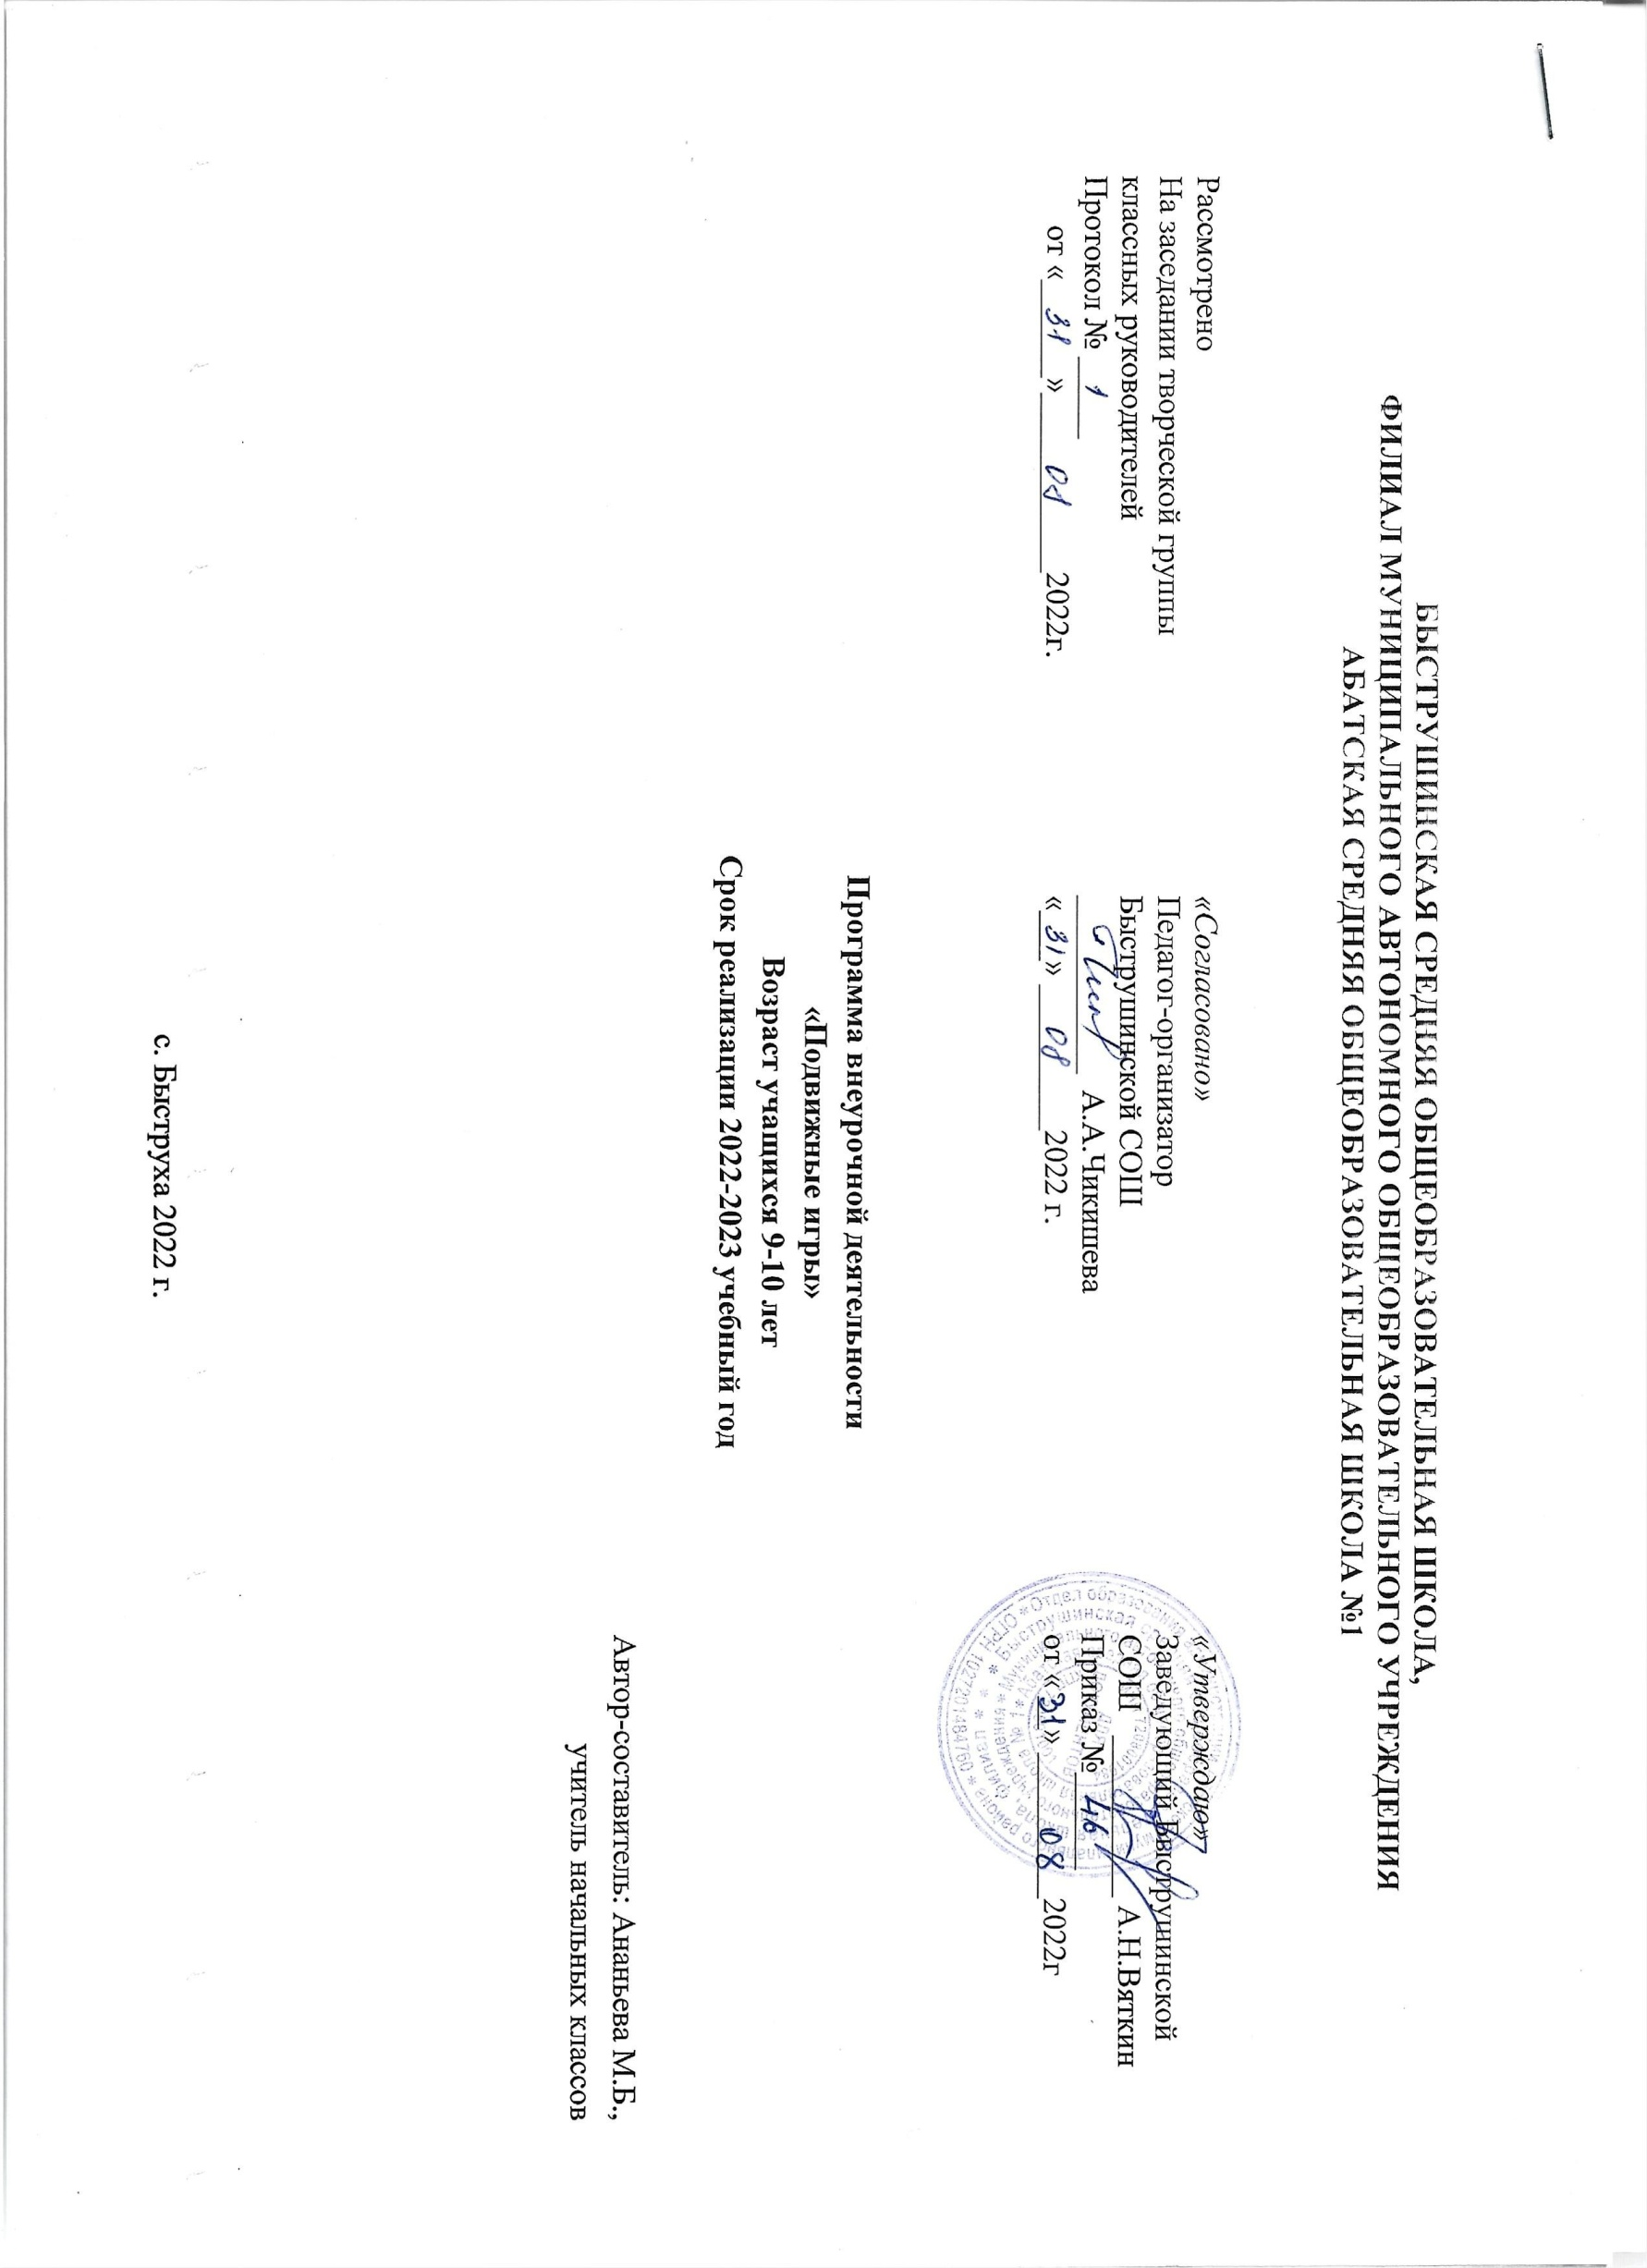 БЫСТРУШИНСКАЯ СРЕДНЯЯ ОБЩЕОБРАЗОВАТЕЛЬНАЯ ШКОЛА,
ФИЛИАЛ МУНИЦИПАЛЬНОГО АВТОНОМНОГО ОБЩЕОБРАЗОВАТЕЛЬНОГО УЧРЕЖДЕНИЯ
АБАТСКАЯ СРЕДНЯЯ ОБЩЕОБРАЗОВАТЕЛЬНАЯ ШКОЛА №1
Рассмотрено
На заседании творческой группы
классных руководителей
Протокол № 1
от « 31 » 08 2022г.
«Согласовано»
Педагог-организатор
Быструшинской СОШ
А.А.Чикишева
« 31 » 08 2022 г.
«Утверждаю»
Заведующий Быструшинской
СОШ А.Н.Вяткин
Приказ № 46
от «31» 08 2022г
Программа внеурочной деятельности
«Подвижные игры»
Возраст учащихся 9-10 лет
Срок реализации 2022-2023 учебный год
Автор-составитель: Ананьева М.Б.,
учитель начальных классов
с. Быструха 2022 г.